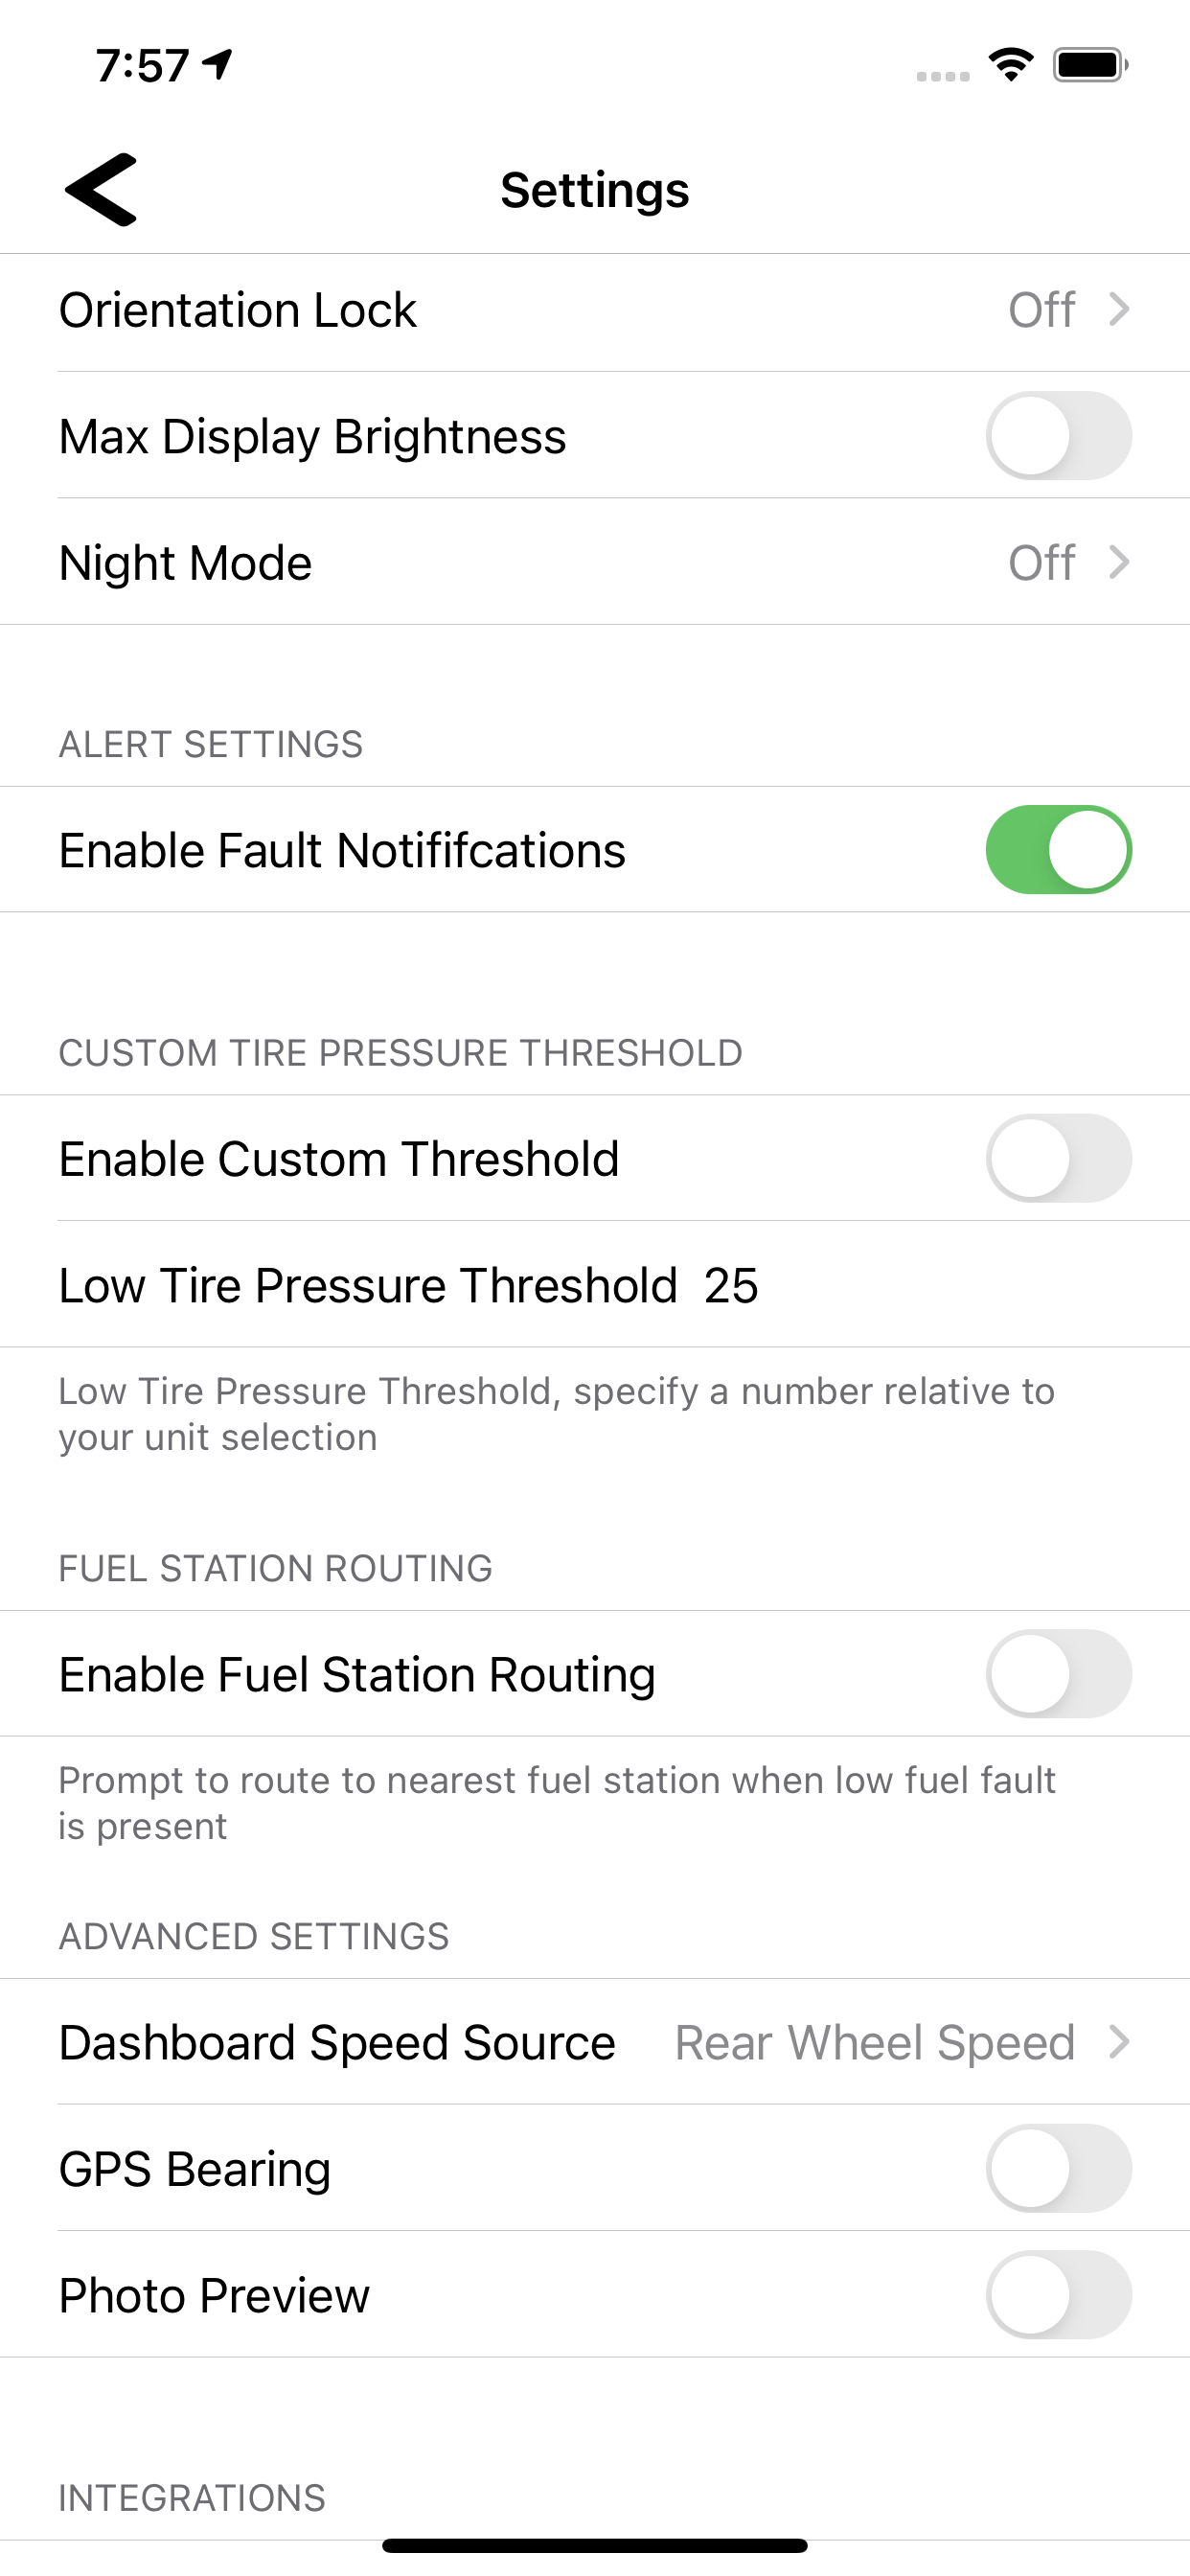 7:57
Settings
Orientation Lock Off
Max Display Brightness
Night Mode Off
ALERT SETTINGS
Enable Fault Notififcations
CUSTOM TIRE PRESSURE THRESHOLD
Enable Custom Threshold
Low Tire Pressure Threshold 25
Low Tire Pressure Threshold, specify a number relative to
your unit selection
FUEL STATION ROUTING
Enable Fuel Station Routing
Prompt to route to nearest fuel station when low fuel fault
is present
ADVANCED SETTINGS
Dashboard Speed Source Rear Wheel Speed
GPS Bearing
Photo Preview
INTEGRATIONS